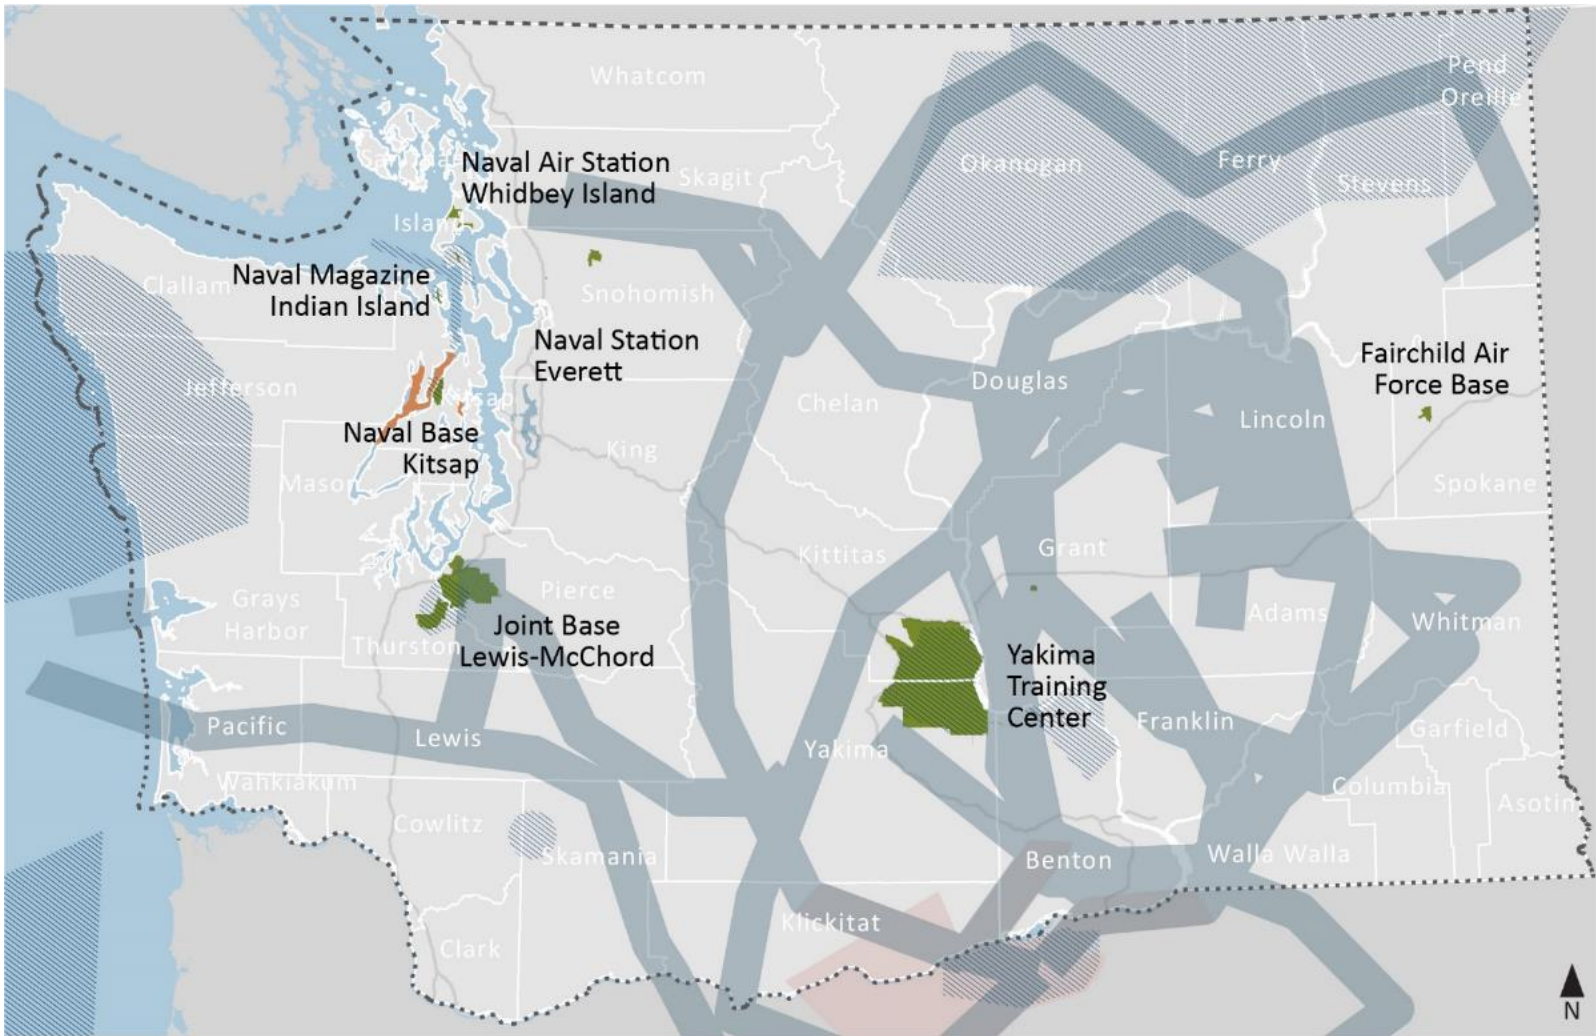 Whatcom
Pend
Oreille
Naval Air Station
Whidbey Island
Skagit
Okanogan
Ferry
Stevens
Island
Naval Magazine
Indian Island
Clallam
Snohomish
Naval Station
Everett
Fairchild Air
Force Base
Jefferson
Kitsap
Douglas
Chelan
Lincoln
Naval Base
Kitsap
King
Mason
Spokane
Kittitas
Grant
Pierce
Grays
Harbor
Adams
Whitman
Thurston
Joint Base
Lewis-McChord
Yakima
Training
Center
Pacific
Lewis
Yakima
Franklin
Garfield
Wahkiakum
Columbia
Asotin
Cowlitz
Skamania
Benton
Walla Walla
Klickitat
Clark
N